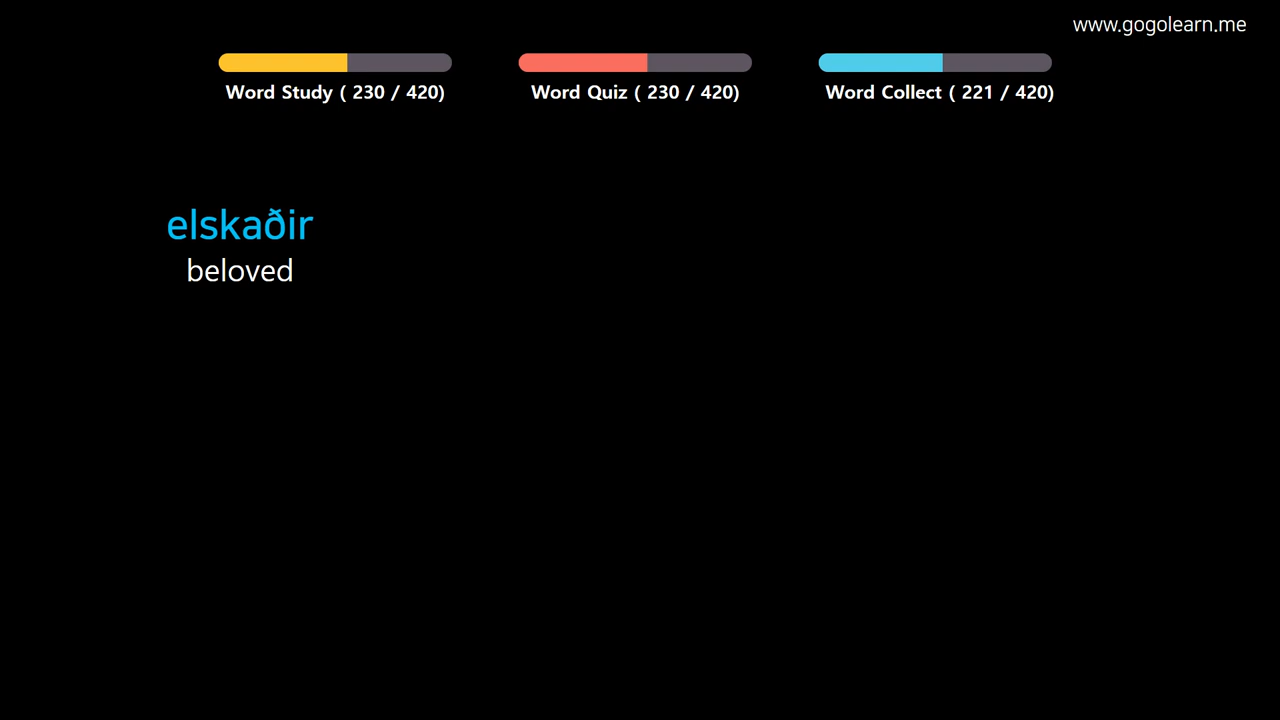 www.gogolearn.me
Word Study ( 230 / 420)
Word Quiz ( 230 / 420)
Word Collect ( 221 / 420)
elskaðir
beloved